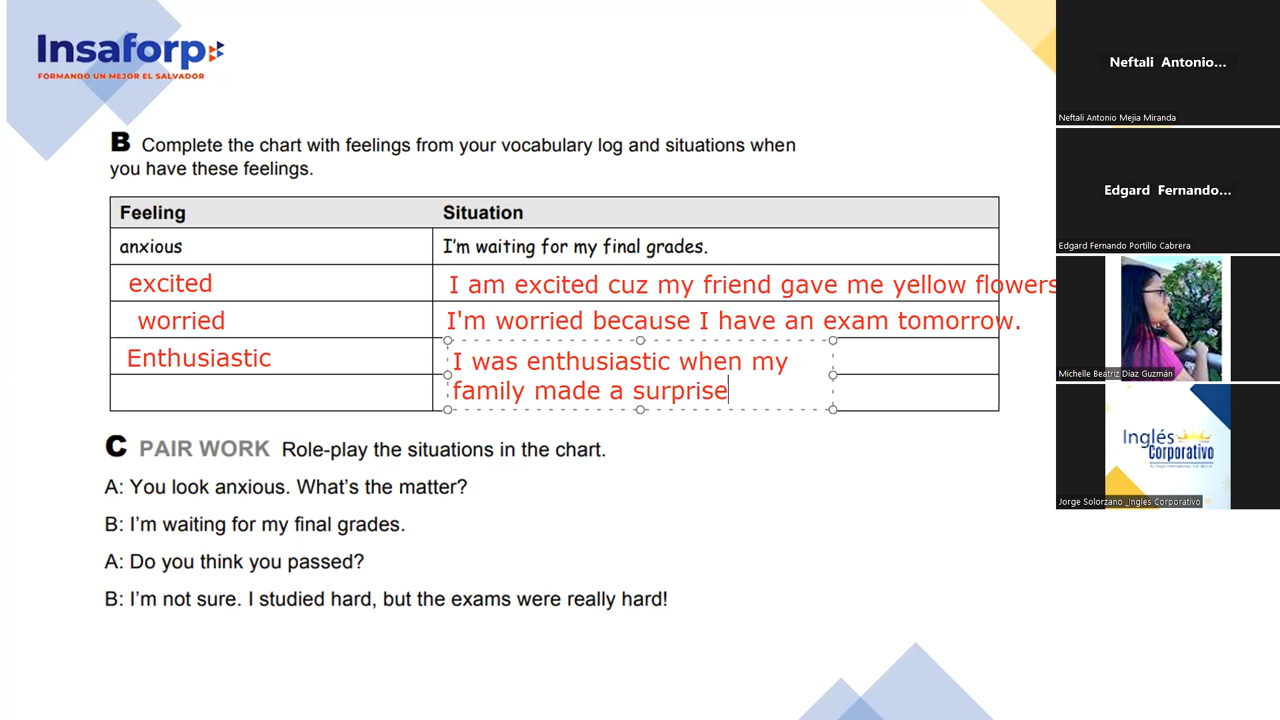 Insaforp
FORMANDO UN MEJOR EL SALVADOR
B Complete the chart with feelings from your vocabulary log and situations when
you have these feelings.
Feeling Situation
anxious I'm waiting for my final grades.
excited I am excited cuz my friend gave me yellow flowers
worried I'm worried because I have an exam tomorrow.
Enthusiastic I was enthusiastic when my
family made a surprise
C PAIR WORK Role-play the situations in the chart.
A: You look anxious. What's the matter?
B: I'm waiting for my final grades.
A: Do you think you passed?
B: I'm not sure. I studied hard, but the exams were really hard!
Neftali Antonio...
Neftali Antonio Mejia Miranda
Edgard Fernando...
Edgard Fernando Portillo Cabrera
Michelle Beatriz Diaz Guzmán
Inglés
Corporativo
Jorge Solorzano _Ingles Corporativo